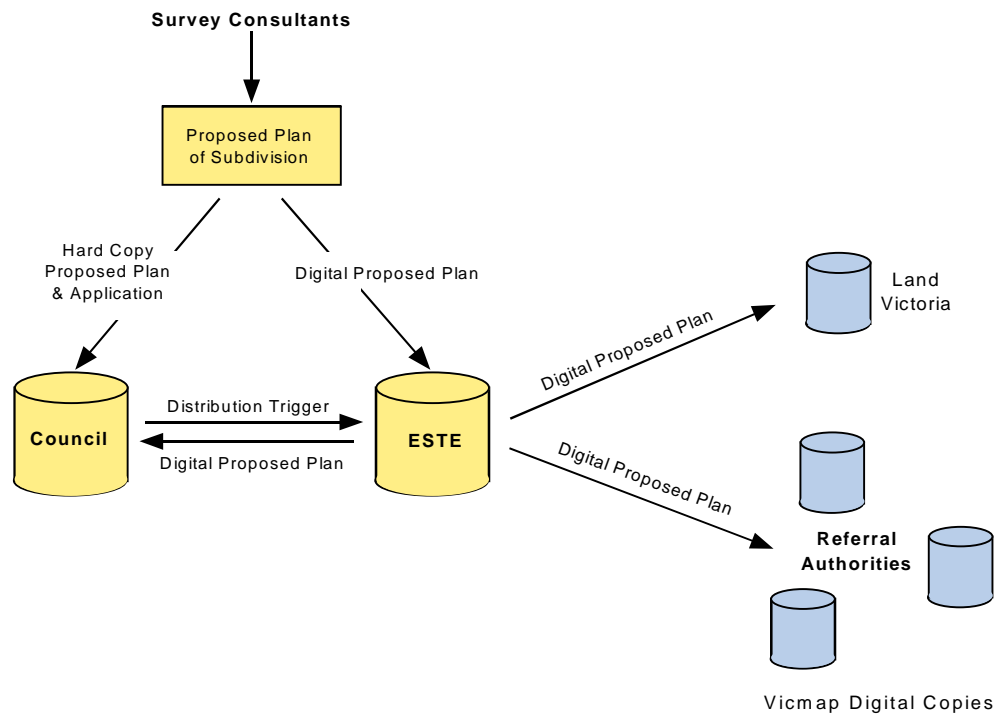 Survey Consultants
Proposed Plan
of Subdivision
Hard Copy
Proposed Plan
& Application
Digital Proposed Plan
Land
Victoria
Digital Proposed Plan
Distribution Trigger
Council
ESTE
Digital Proposed Plan
Digital Proposed Plan
Referral
Authorities
Vicmap Digital Copies